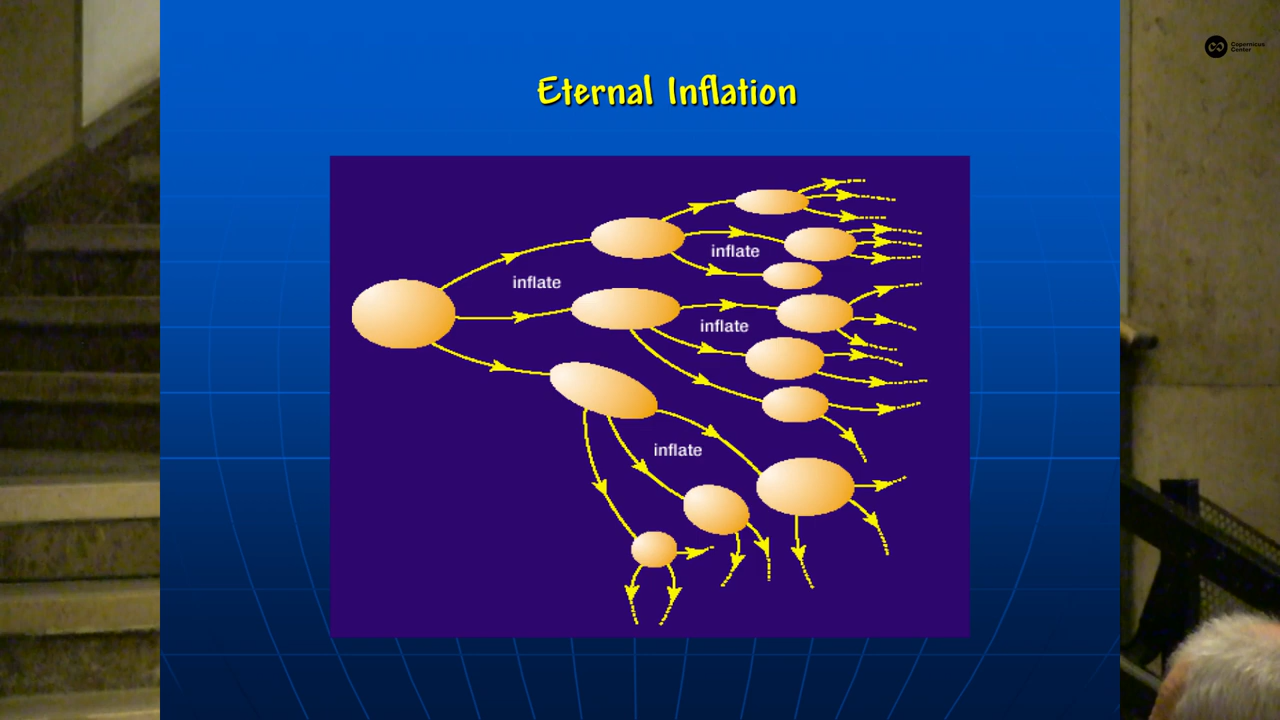 Eternal Inflation
inflate
inflate
inflate
inflate
Copernicus
Center